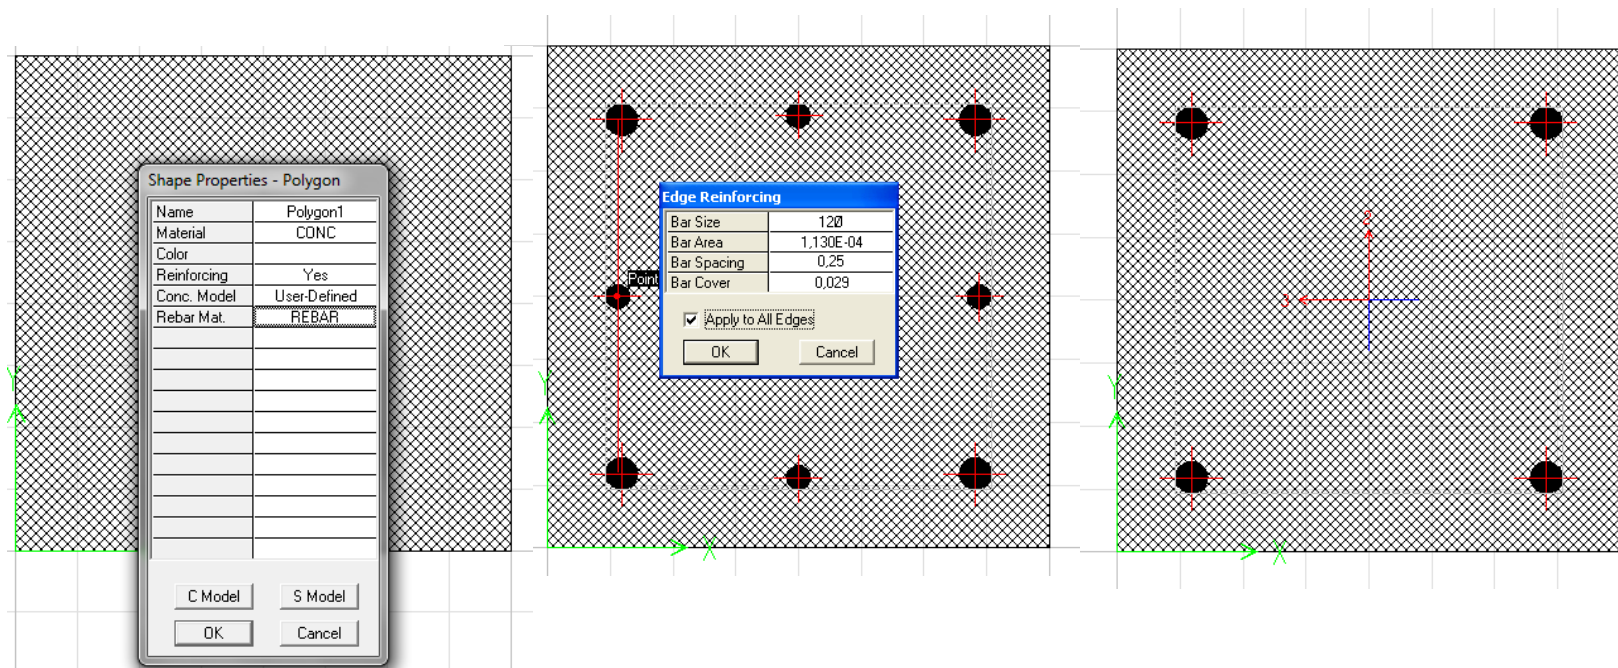 Shape Properties - Polygon
Name Polygon1
Material CONC
Color
Reinforcing Yes
Conc. Model User-Defined
Rebar Mat. REBAR
C Model S Model
OK Cancel
Y
Edge Reinforcing
Bar Size 12Ø
Bar Area 1,130E-04
Bar Spacing 0,25
Bar Cover 0,029
Apply to All Edges
OK Cancel
Point
Y
X
2
3
Y
X